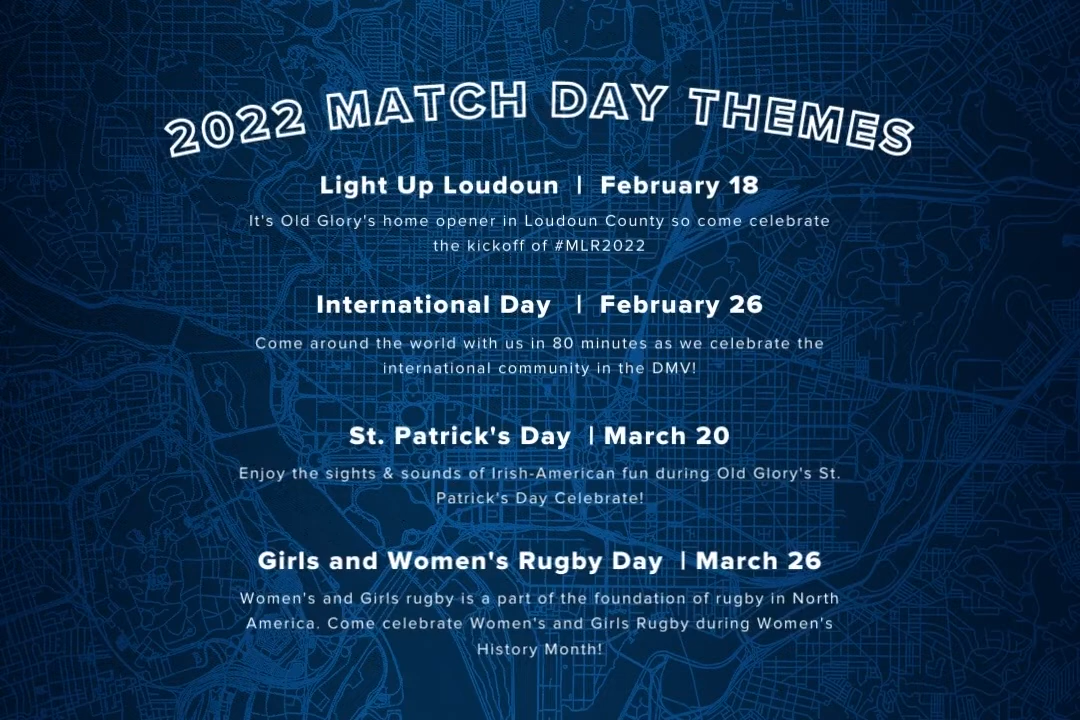 2022 MATCH DAY THEMES
Light Up Loudoun | February 18
It's Old Glory's home opener in Loudoun County so come celebrate
the kickoff of #MLR2022
International Day | February 26
Come around the world with us in 80 minutes as we celebrate the
international community in the DMV!
St. Patrick's Day | March 20
Enjoy the sights & sounds of Irish-American fun during Old Glory's St.
Patrick's Day Celebrate!
Girls and Women's Rugby Day | March 26
Women's and Girls rugby is a part of the foundation of rugby in North
America. Come celebrate Women's and Girls Rugby during Women's
History Month!